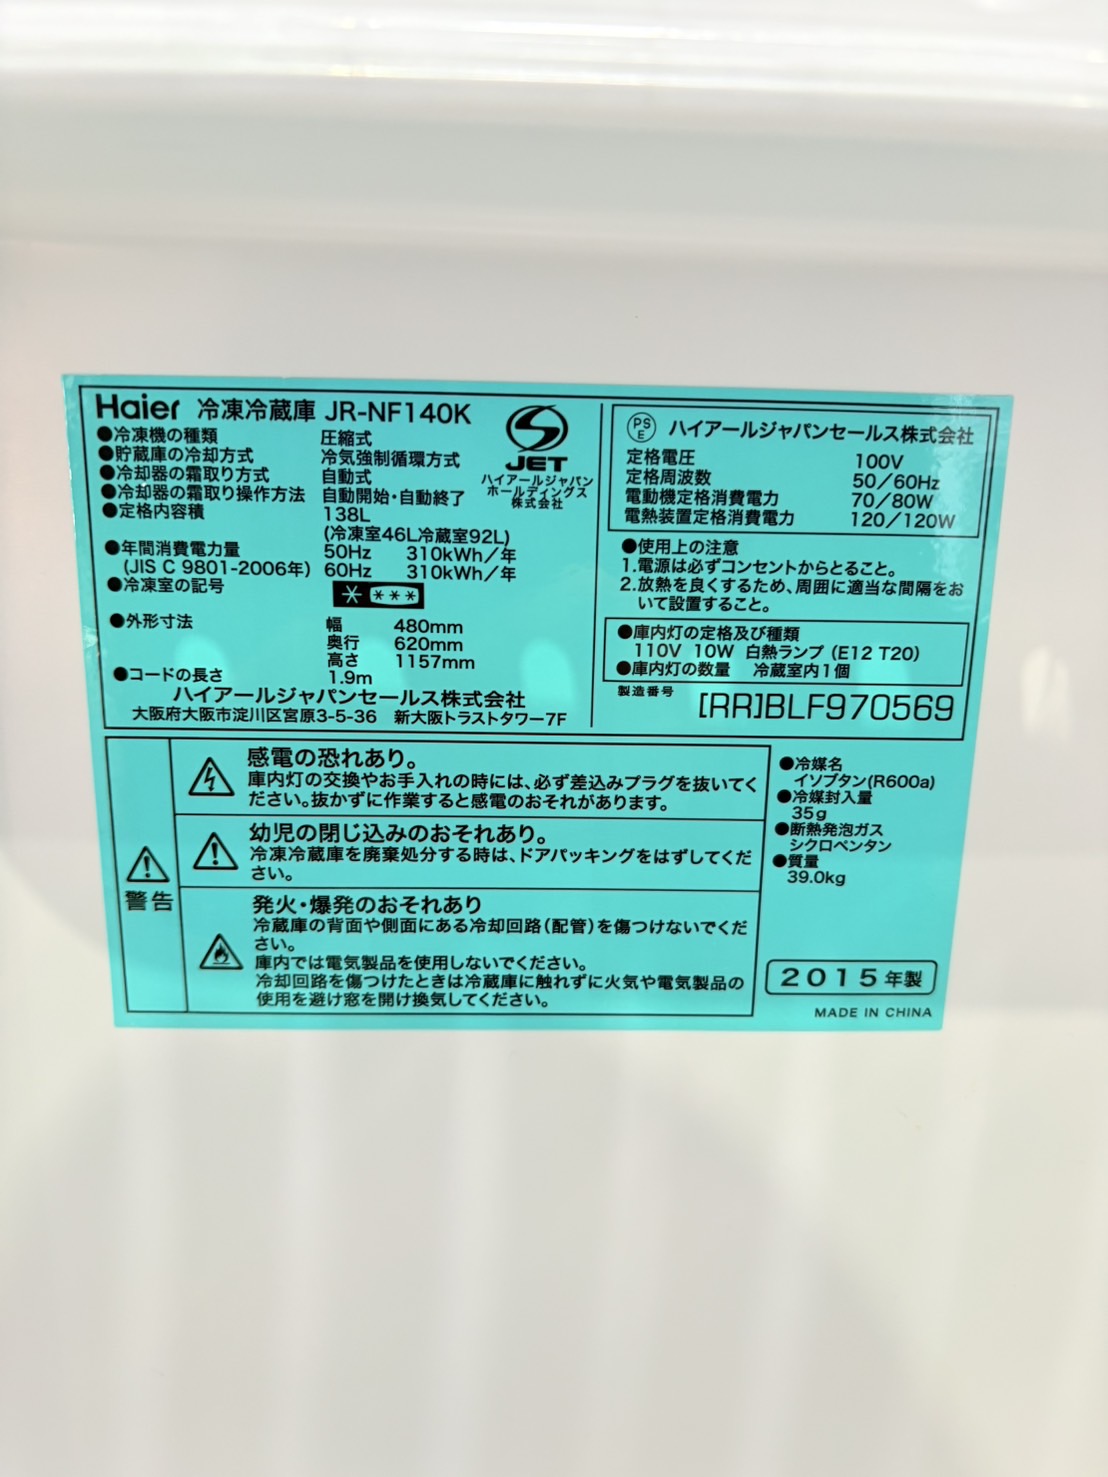 Haier 冷凍冷蔵庫 JR-NF140K
●冷凍機の種類 圧縮式
●貯蔵庫の冷却方式 冷気強制循環方式
●冷却器の霜取り方式 自動式
●冷却器の霜取り操作方法 自動開始・自動終了
●定格内容積 138L
(冷凍室46L冷蔵室92L)
●年間消費電力量 50Hz 310kWh/年
(JIS C 9801-2006年) 60Hz 310kWh/年
●冷凍室の記号 * ***
●外形寸法 幅 480mm
奥行 620mm
高さ 1157mm
●コードの長さ 1.9m
ハイアールジャパンセールス株式会社
大阪府大阪市淀川区宮原3-5-36 新大阪トラストタワー7F
JET
ハイアールジャパン
ホールディングス
株式会社
PS
E
ハイアールジャパンセールス株式会社
定格電圧 100V
定格周波数 50/60Hz
電動機定格消費電力 70/80W
電熱装置定格消費電力 120/120W
●使用上の注意
1.電源は必ずコンセントからとること。
2.放熱を良くするため、周囲に適当な間隔をお
いて設置すること。
●庫内灯の定格及び種類
110V 10W 白熱ランプ (E12 T20)
●庫内灯の数量 冷蔵室内1個
製造番号 [RR]BLF970569
警告
感電の恐れあり。
庫内灯の交換やお手入れの時には、必ず差込みプラグを抜いてく
ださい。抜かずに作業すると感電のおそれがあります。
幼児の閉じ込みのおそれあり。
冷凍冷蔵庫を廃棄処分する時は、ドアパッキングをはずしてくだ
さい。
発火・爆発のおそれあり
冷蔵庫の背面や側面にある冷却回路(配管)を傷つけないでくだ
さい。
庫内では電気製品を使用しないでください。
冷却回路を傷つけたときは冷蔵庫に触れずに火気や電気製品の
使用を避け窓を開け換気してください。
●冷媒名
イソブタン(R600a)
●冷媒封入量
35g
●断熱発泡ガス
シクロペンタン
●質量
39.0kg
2015年製
MADE IN CHINA